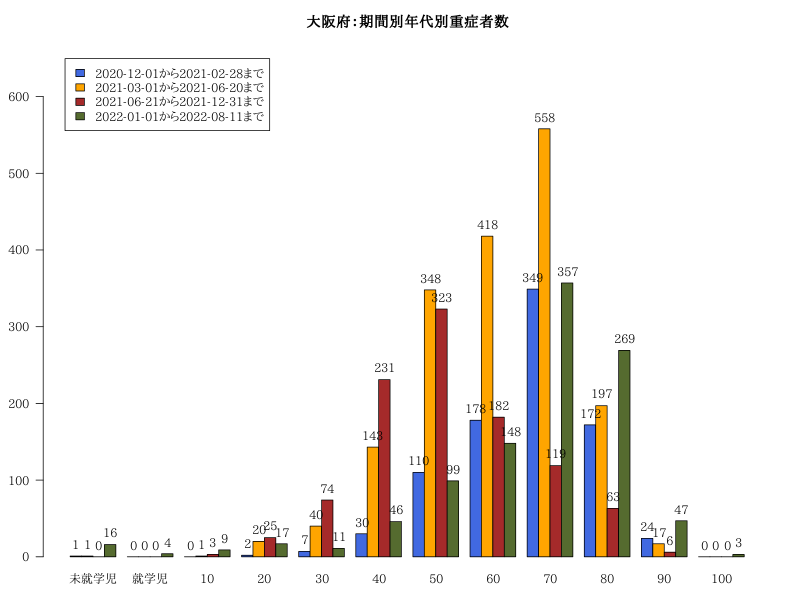 大阪府：期間別年代別重症者数
2020-12-01から2021-02-28まで
2021-03-01から2021-06-20まで
2021-06-21から2021-12-31まで
2022-01-01から2022-08-11まで
600
500
400
300
200
100
0
1 1 0 16
0 0 0 4
0 1 3 9
2 20 25 17
7 40 74 11
30 143 231 46
110 348 323 99
178 418 182 148
349 558 119 357
172 197 63 269
24 17 6 47
0 0 0 3
未就学児 就学児 10 20 30 40 50 60 70 80 90 100